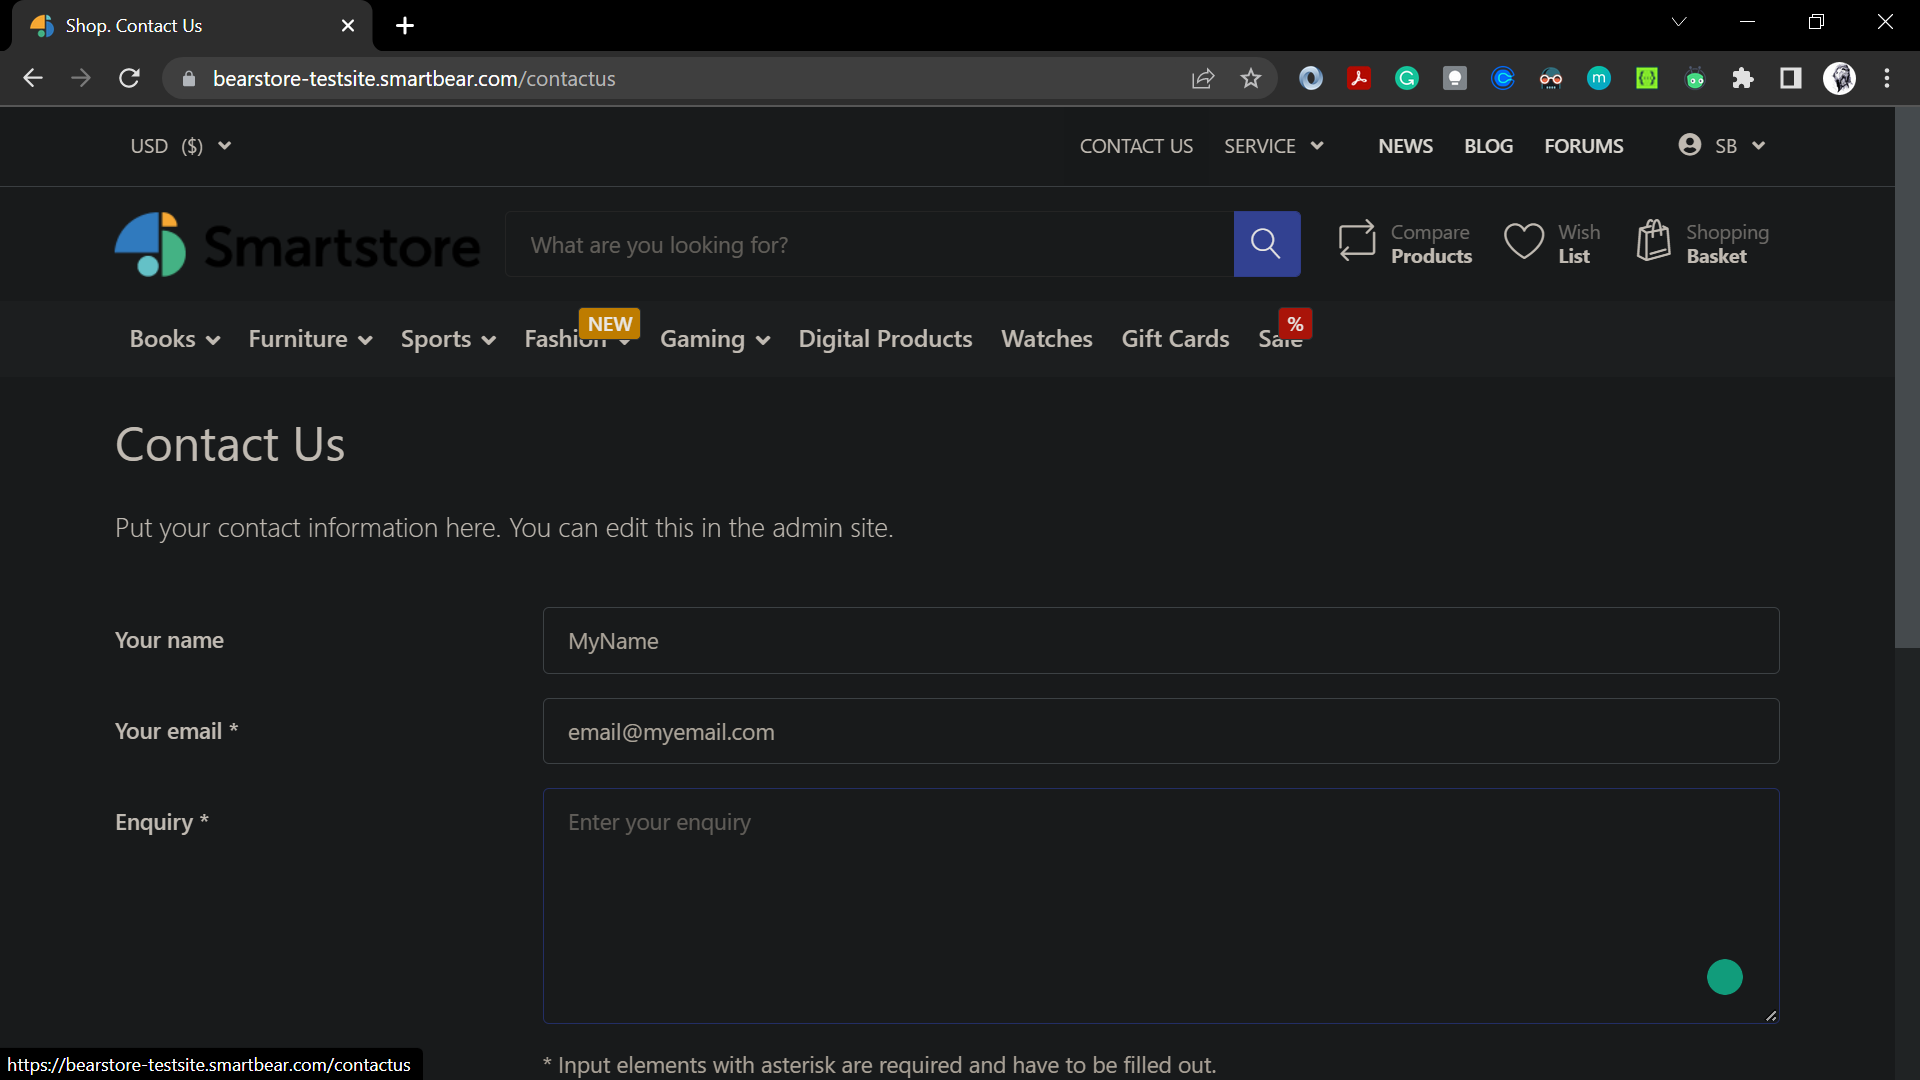 Shop. Contact Us
bearstore-testsite.smartbear.com/contactus
USD ($)
CONTACT US SERVICE NEWS BLOG FORUMS SB
Smartstore
What are you looking for?
Compare Products
Wish List
Shopping Basket
Books Furniture Sports Fashion NEW Gaming Digital Products Watches Gift Cards Sale %
Contact Us
Put your contact information here. You can edit this in the admin site.
Your name
MyName
Your email *
email@myemail.com
Enquiry *
Enter your enquiry
* Input elements with asterisk are required and have to be filled out.
https://bearstore-testsite.smartbear.com/contactus